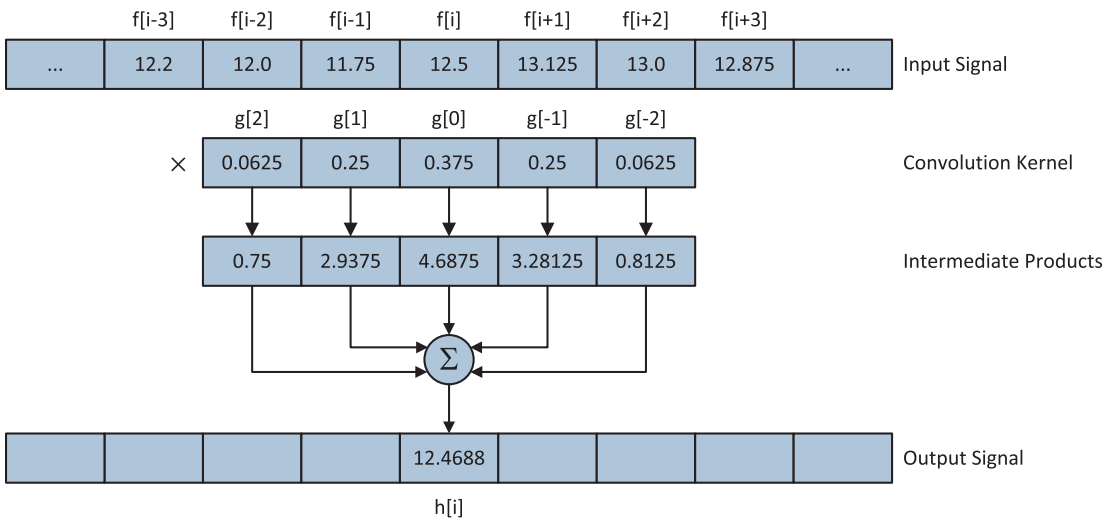 f[i-3] f[i-2] f[i-1] f[i] f[i+1] f[i+2] f[i+3]
... 12.2 12.0 11.75 12.5 13.125 13.0 12.875 ... Input Signal
g[2] g[1] g[0] g[-1] g[-2]
× 0.0625 0.25 0.375 0.25 0.0625 Convolution Kernel
0.75 2.9375 4.6875 3.28125 0.8125 Intermediate Products
Σ
12.4688 Output Signal
h[i]